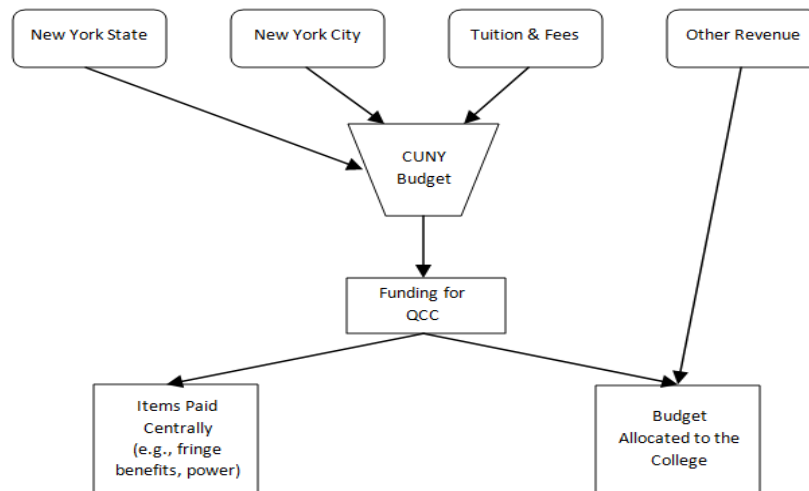 New York State
New York City
Tuition & Fees
Other Revenue
CUNY
Budget
Funding for
QCC
Items Paid
Centrally
(e.g., fringe
benefits, power)
Budget
Allocated to the
College